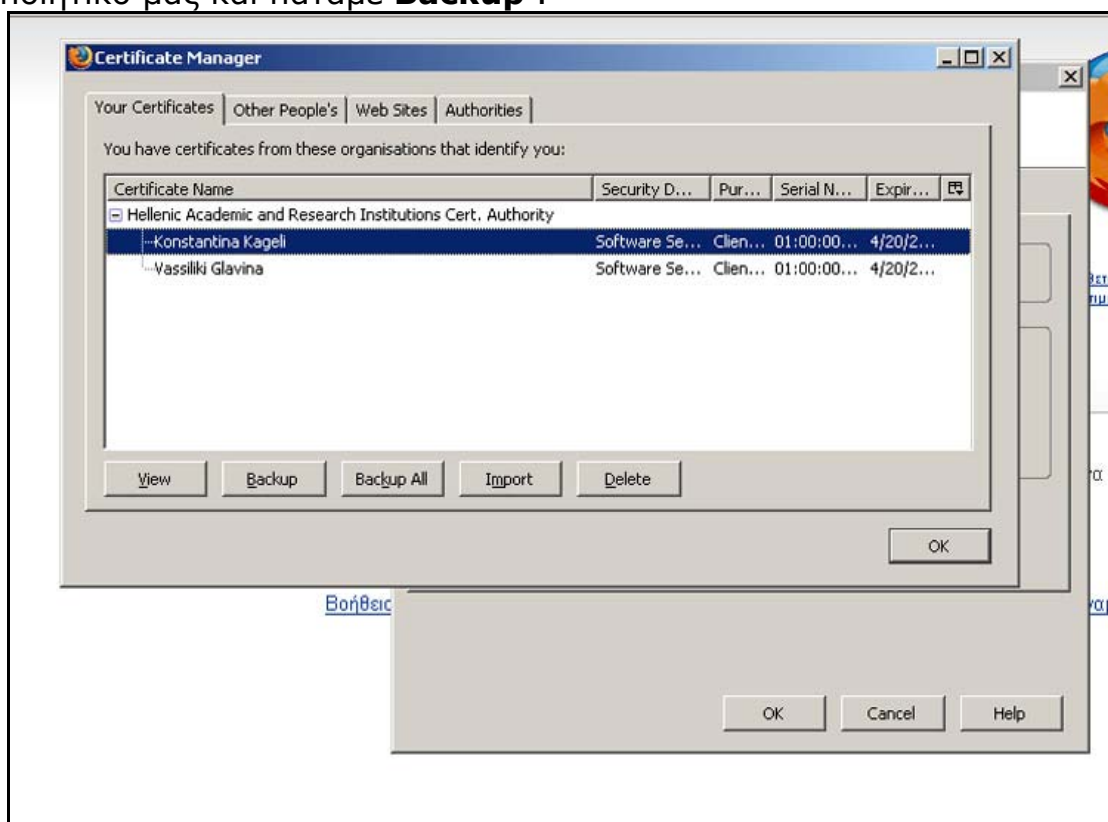 μας και πατάμε Backup :
Certificate Manager
Your Certificates Other People's Web Sites Authorities
You have certificates from these organisations that identify you:
Certificate Name Security D... Pur... Serial N... Expir...
Hellenic Academic and Research Institutions Cert. Authority
Konstantina Kageli Software Se... Clien... 01:00:00... 4/20/2...
Vassiliki Glavina Software Se... Clien... 01:00:00... 4/20/2...
View Backup Backup All Import Delete
OK
OK Cancel Help